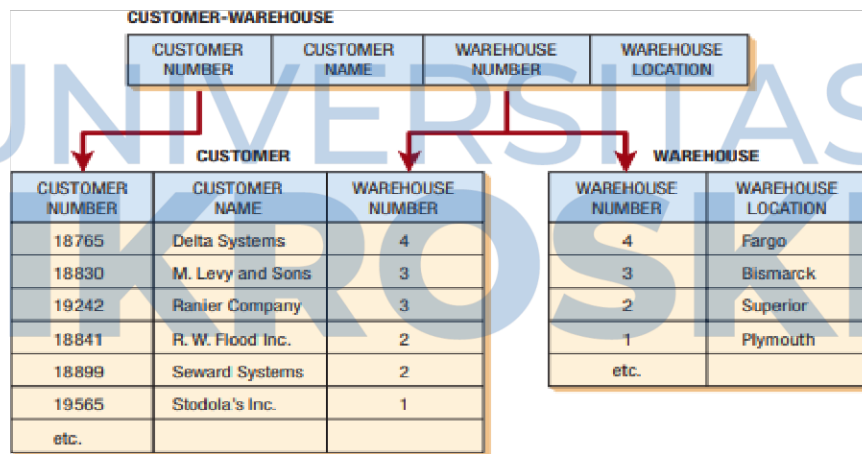 CUSTOMER-WAREHOUSE
CUSTOMER NUMBER CUSTOMER NAME WAREHOUSE NUMBER WAREHOUSE LOCATION
CUSTOMER
CUSTOMER NUMBER CUSTOMER NAME WAREHOUSE NUMBER
18765 Delta Systems 4
18830 M. Levy and Sons 3
19242 Ranier Company 3
18841 R. W. Flood Inc. 2
18899 Seward Systems 2
19565 Stodola's Inc. 1
etc.
WAREHOUSE
WAREHOUSE NUMBER WAREHOUSE LOCATION
4 Fargo
3 Bismarck
2 Superior
1 Plymouth
etc.
UNIVERSITAS
MIKROSKIL